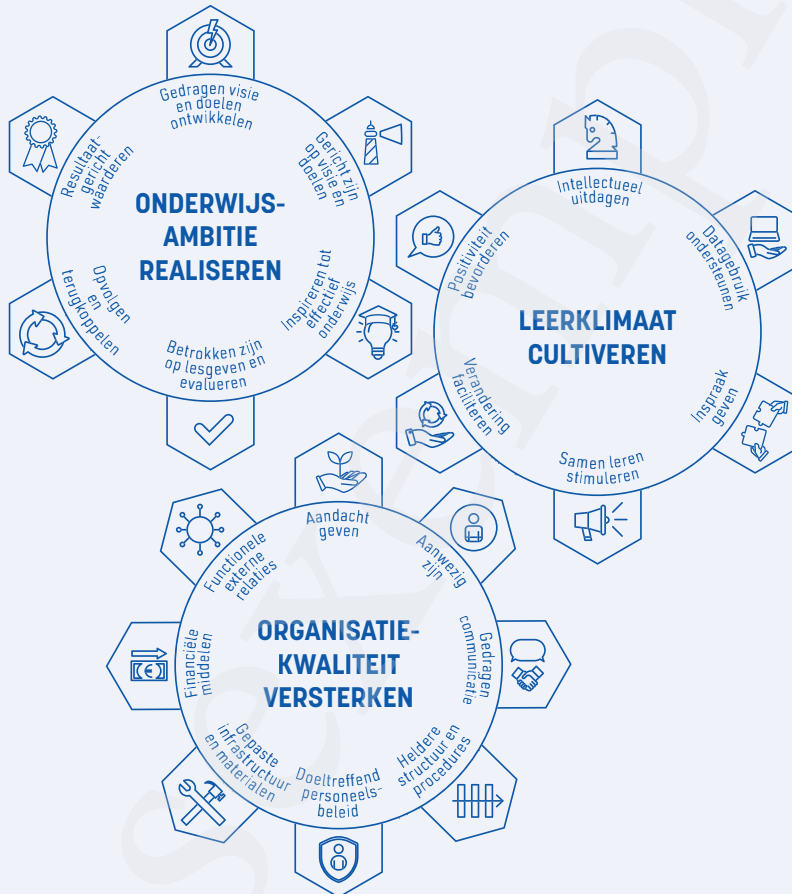 Gedragen visie
en doelen
ontwikkelen
Gericht zijn
op visie en
doelen
Inspireren tot
effectief
onderwijs
Betrokken zijn
op lesgeven en
evalueren
Opvolgen
en
terugkoppelen
Resultaat-
gericht
waarderen
ONDERWIJS-
AMBITIE
REALISEREN
Intellectueel
uitdagen
Datagebruik
ondersteunen
Inspraak
geven
Samen leren
stimuleren
Verandering
faciliteren
Positiviteit
bevorderen
LEERKLIMAAT
CULTIVEREN
Aandacht
geven
Aanwezig
zijn
Gedragen
communicatie
Heldere
structuur en
procedures
Doeltreffend
personeels-
beleid
Gepaste
infrastructuur
en materialen
Financiële
middelen
Functionele
externe
relaties
ORGANISATIE-
KWALITEIT
VERSTERKEN